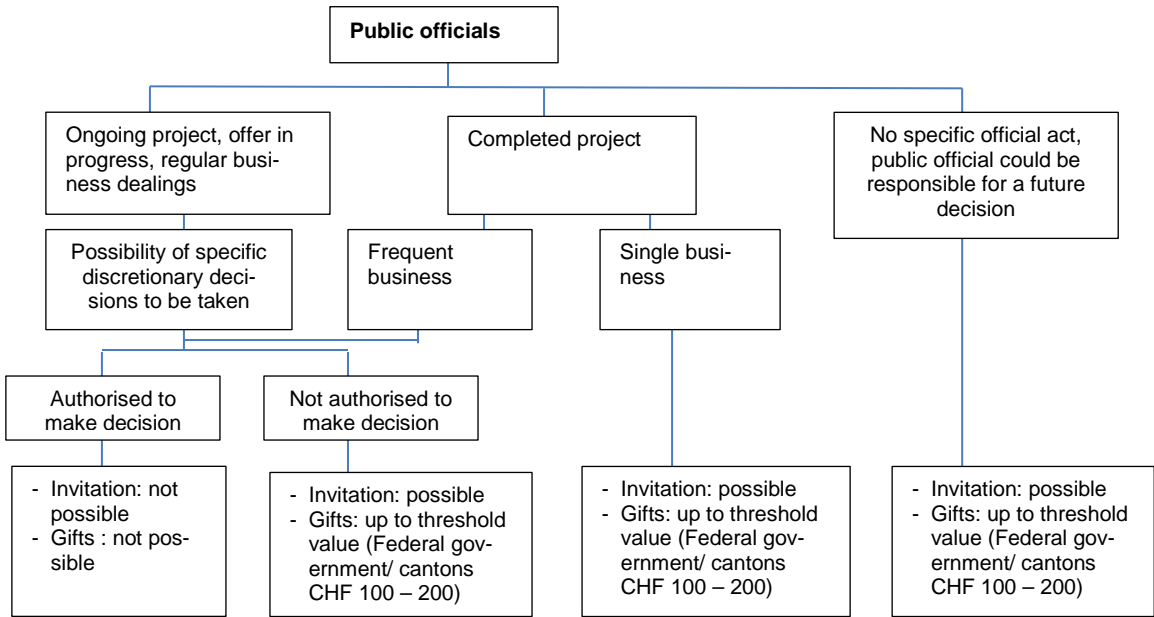 Public officials
Ongoing project, offer in
progress, regular busi-
ness dealings
Completed project
No specific official act,
public official could be
responsible for a future
decision
Possibility of specific
discretionary deci-
sions to be taken
Frequent
business
Single busi-
ness
Authorised to
make decision
Not authorised to
make decision
- Invitation: not
possible
- Gifts : not pos-
sible
- Invitation: possible
- Gifts: up to threshold
value (Federal gov-
ernment/ cantons
CHF 100 – 200)
- Invitation: possible
- Gifts: up to threshold
value (Federal gov-
ernment/ cantons
CHF 100 – 200)
- Invitation: possible
- Gifts: up to threshold
value (Federal gov-
ernment/ cantons
CHF 100 – 200)